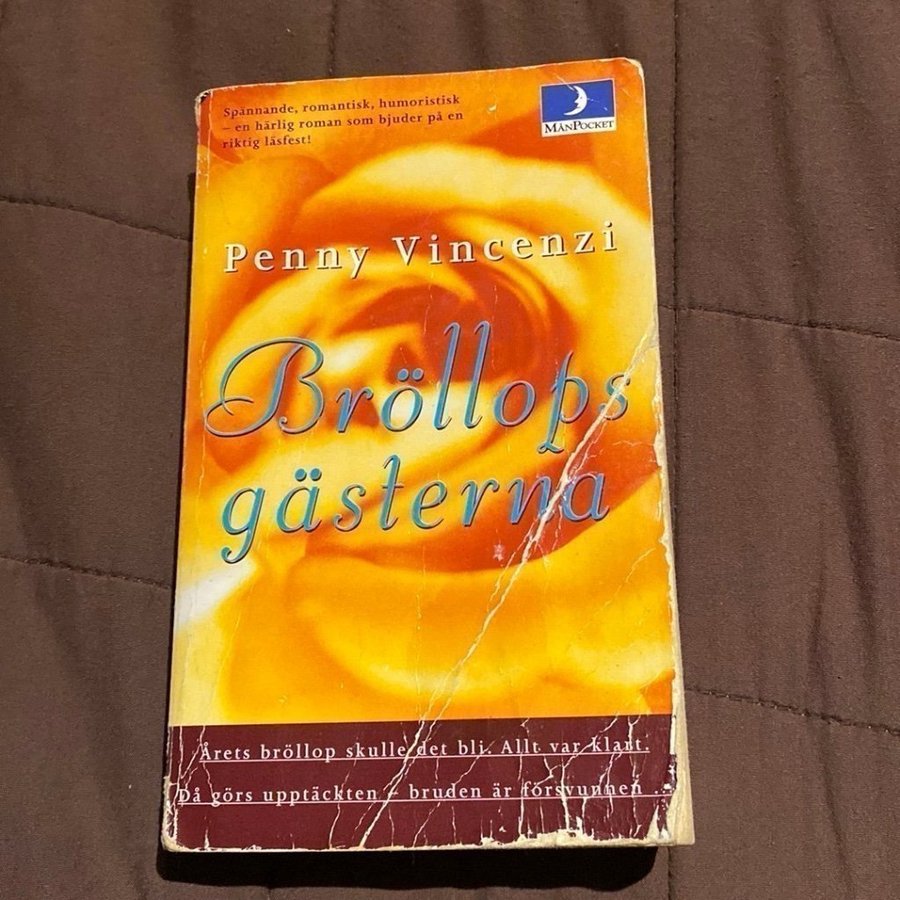 Spännande, romantisk, humoristisk
– en härlig roman som bjuder på en
riktig läsfest!
MÅNPOCKET
Penny Vincenzi
Bröllops
gästerna
Årets bröllop skulle det bli. Allt var klart.
Då görs upptäckten – bruden är försvunnen ...